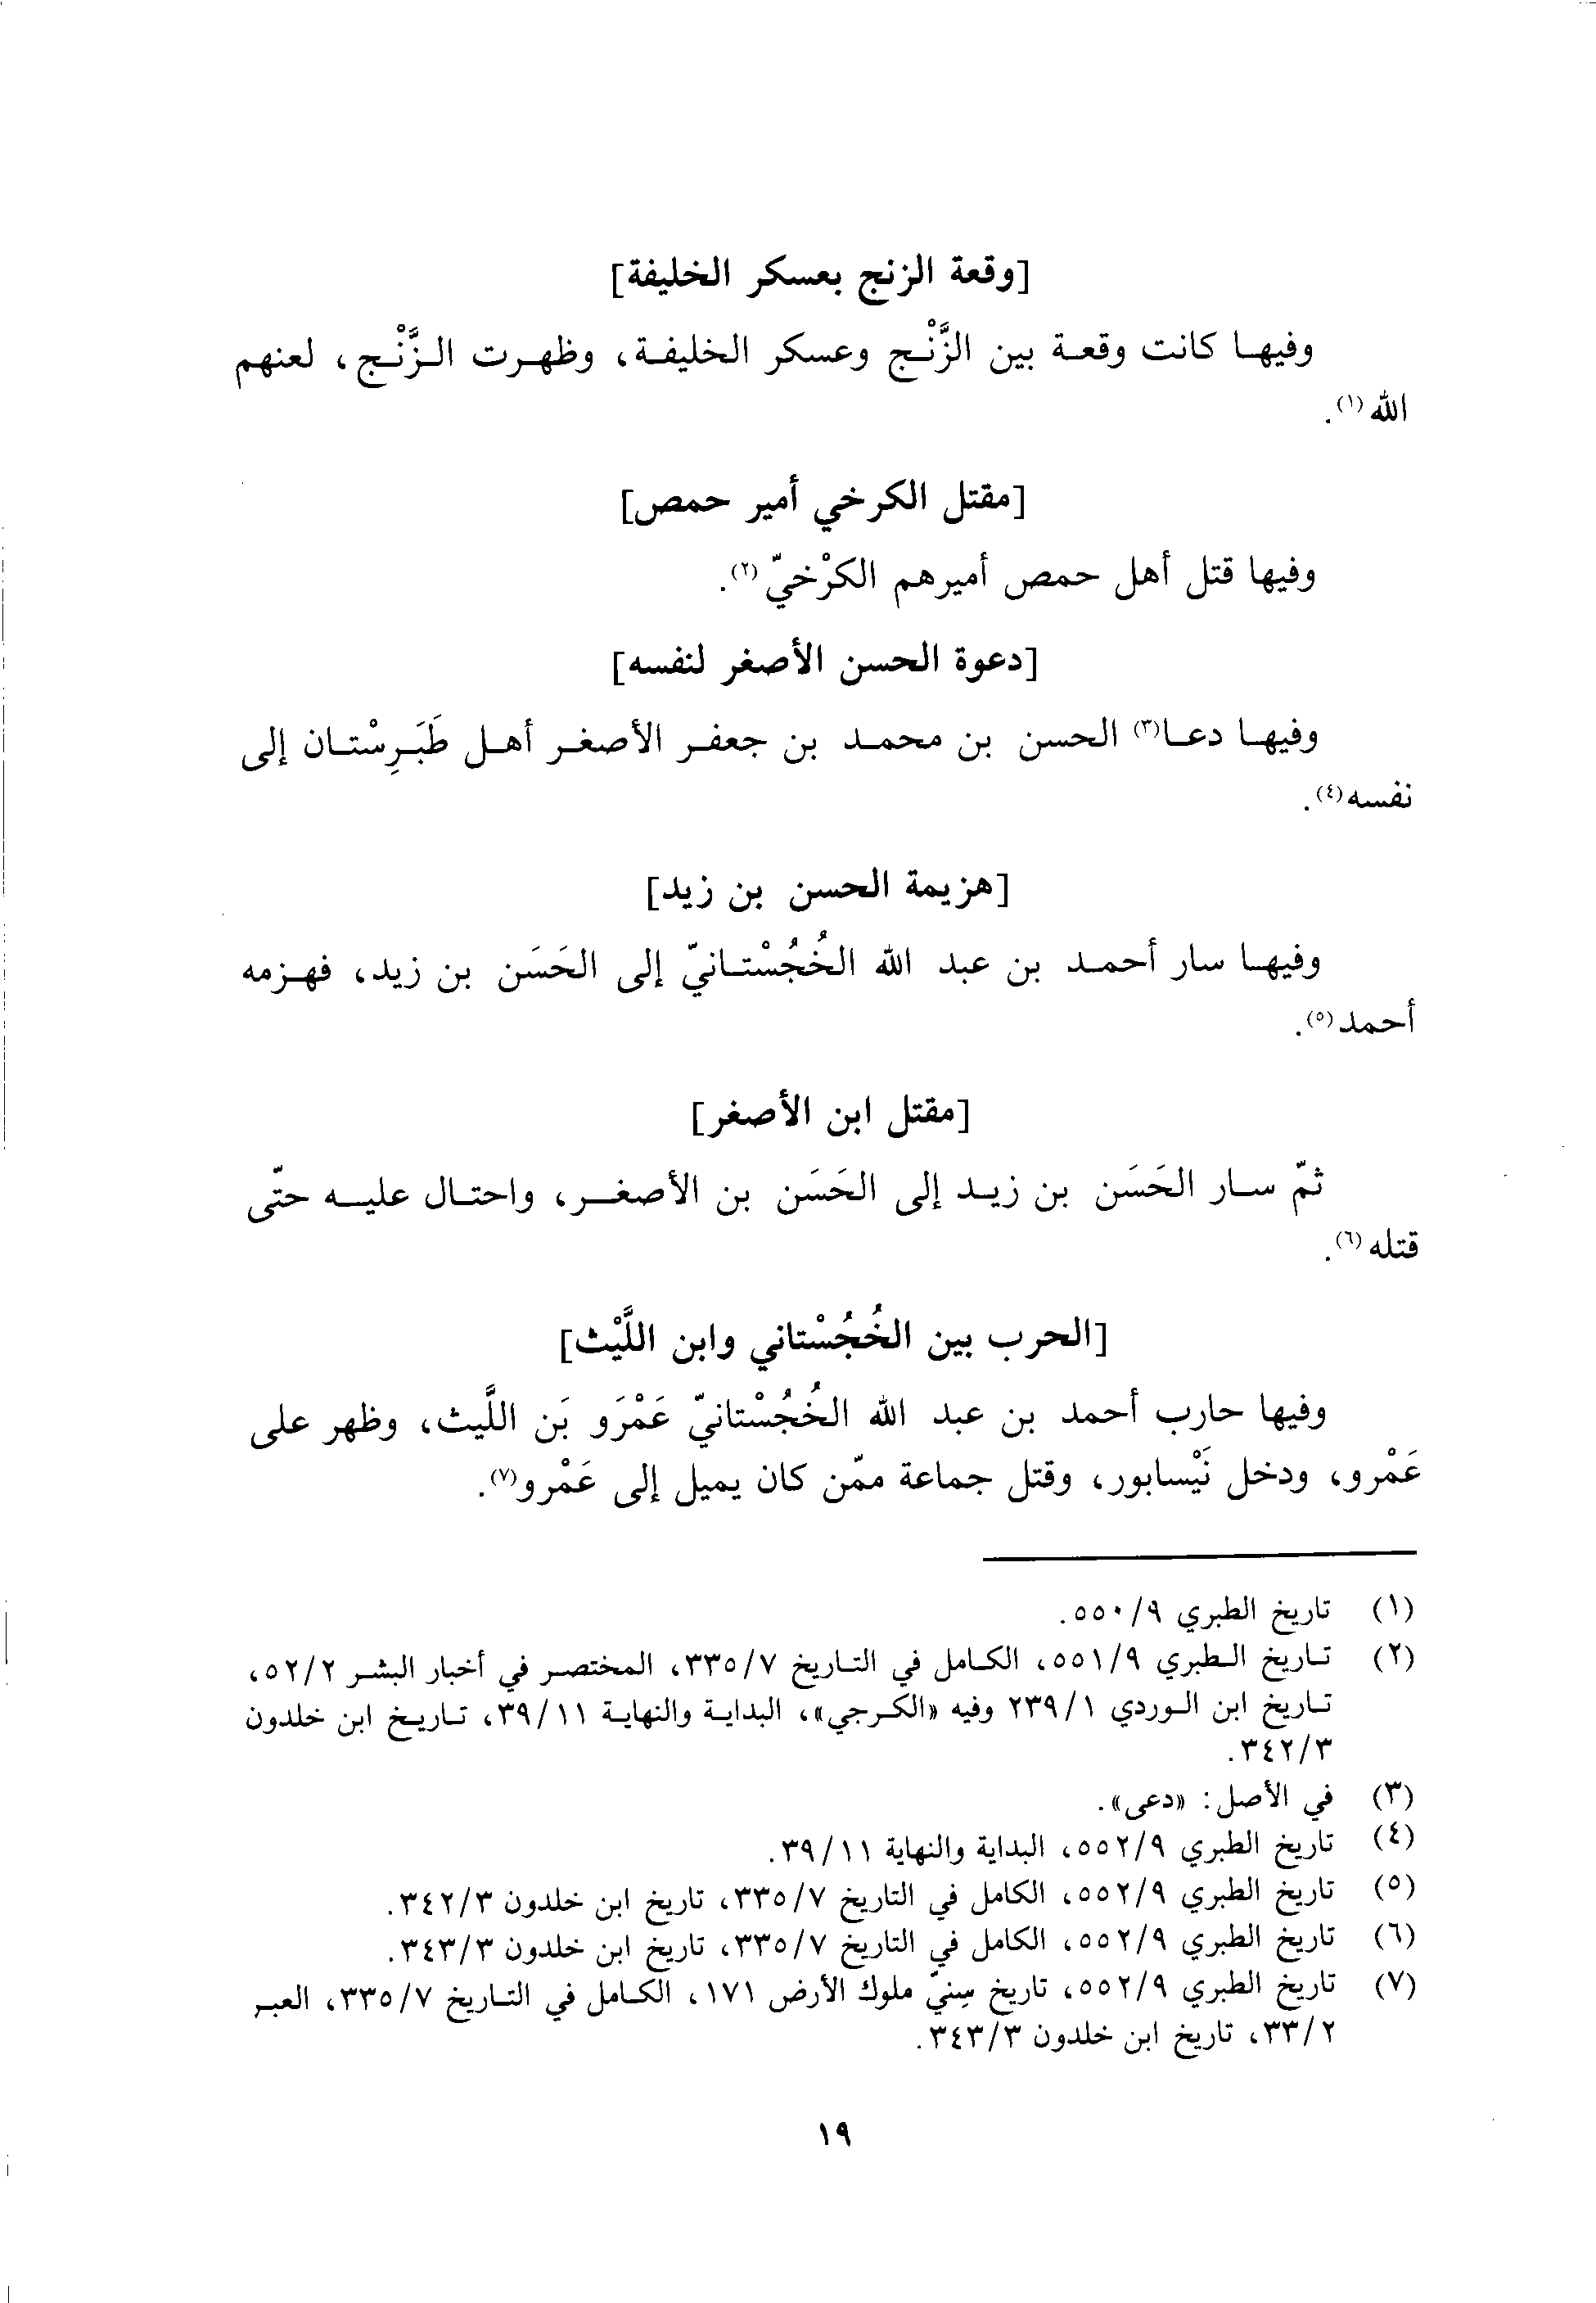 [وقعة الزنج بعسكر الخليفة]
وفيها كانت وقعة بين الزَّنْج وعسكر الخليفة، وظهرت الزَّنْج، لعنهم
الله(١).
[مقتل الكرخي أمير حمص]
وفيها قتل أهل حمص أميرهم الكرْخيّ(٢).
[دعوة الحسن الأصغر لنفسه]
وفيها دعا(٣) الحسن بن محمد بن جعفر الأصغر أهل طَبَرِسْتان إلى
نفسه(٤).
[هزيمة الحسن بن زيد]
وفيها سار أحمد بن عبد الله الخُجُسْتانيّ إلى الحَسَن بن زيد، فهزمه
أحمد(٥).
[مقتل ابن الأصغر]
ثمّ سار الحَسَن بن زيد إلى الحَسَن بن الأصغر، واحتال عليه حتّى
قتله(٦).
[الحرب بين الخُجُسْتاني وابن اللَّيْث]
وفيها حارب أحمد بن عبد الله الخُجُسْتانيّ عَمْرَو بَن اللَّيث، وظهر على
عَمْرو، ودخل نَيْسابور، وقتل جماعة ممّن كان يميل إلى عَمْرو(٧).
(١) تاريخ الطبري ٩/٥٥٠.
(٢) تاريخ الطبري ٩/٥٥١، الكامل في التاريخ ٧/٣٣٥، المختصر في أخبار البشر ٢/٥٢،
تاريخ ابن الوردي ١/٢٣٩ وفيه «الكرجي»، البداية والنهاية ١١/٣٩، تاريخ ابن خلدون
٣/٣٤٢.
(٣) في الأصل: «دعى».
(٤) تاريخ الطبري ٩/٥٥٢، البداية والنهاية ١١/٣٩.
(٥) تاريخ الطبري ٩/٥٥٢، الكامل في التاريخ ٧/٣٣٥، تاريخ ابن خلدون ٣/٣٤٢.
(٦) تاريخ الطبري ٩/٥٥٢، الكامل في التاريخ ٧/٣٣٥، تاريخ ابن خلدون ٣/٣٤٣.
(٧) تاريخ الطبري ٩/٥٥٢، تاريخ سِنيّ ملوك الأرض ١٧١، الكامل في التاريخ ٧/٣٣٥، العبر
٢/٣٣، تاريخ ابن خلدون ٣/٣٤٣.
١٩